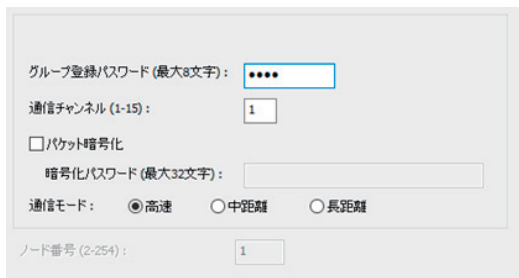 グループ登録パスワード(最大8文字): ●●●●
通信チャンネル(1-15): 1
パケット暗号化
暗号化パスワード(最大32文字):
通信モード: 高速 中距離 長距離
ノード番号(2-254): 1